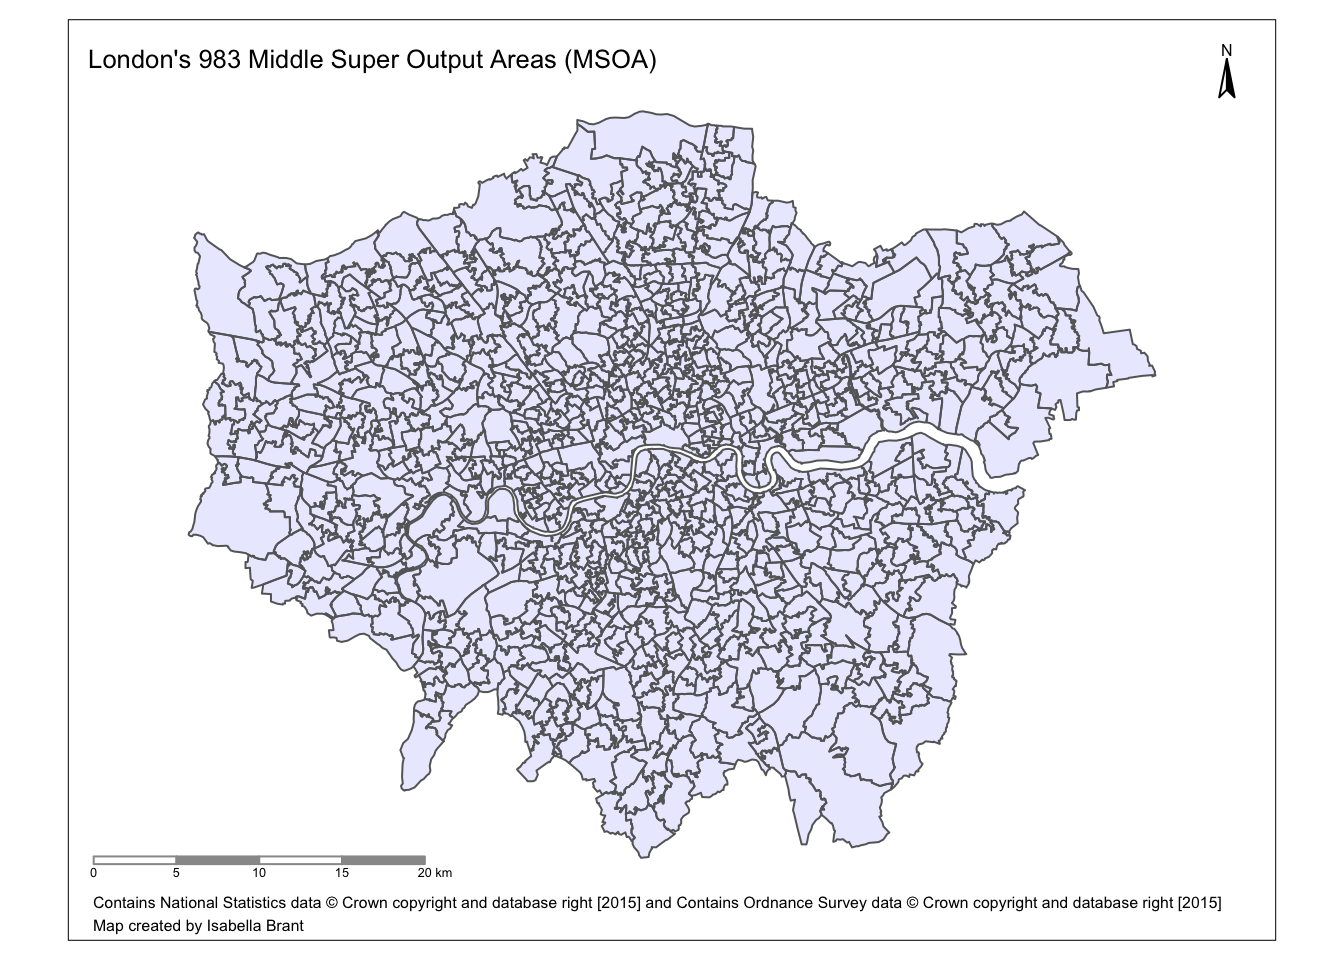 London's 983 Middle Super Output Areas (MSOA)
N
0 5 10 15 20 km
Contains National Statistics data © Crown copyright and database right [2015] and Contains Ordnance Survey data © Crown copyright and database right [2015]
Map created by Isabella Brant